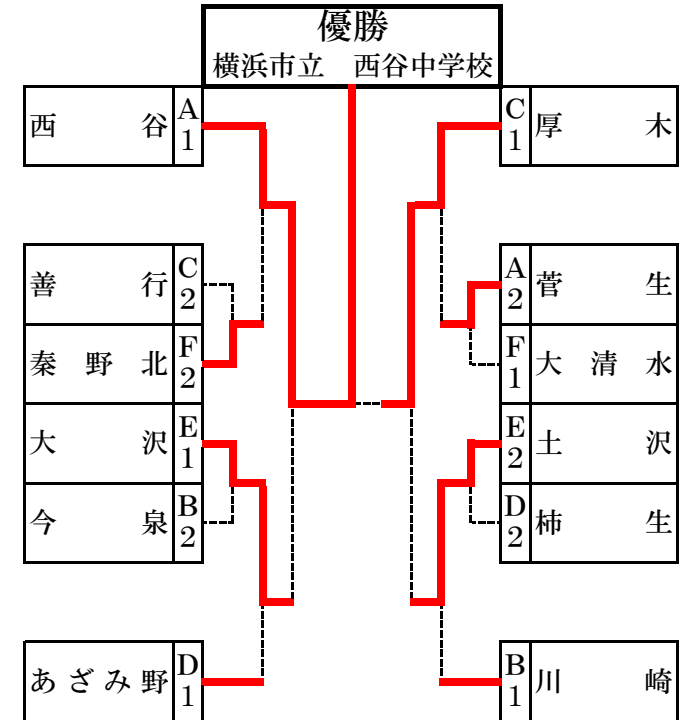 優勝
横浜市立　西谷中学校
西谷 A1
善行 C2
秦野北 F2
大沢 E1
今泉 B2
あざみ野 D1
C1 厚木
A2 菅生
F1 大清水
E2 土沢
D2 柿生
B1 川崎